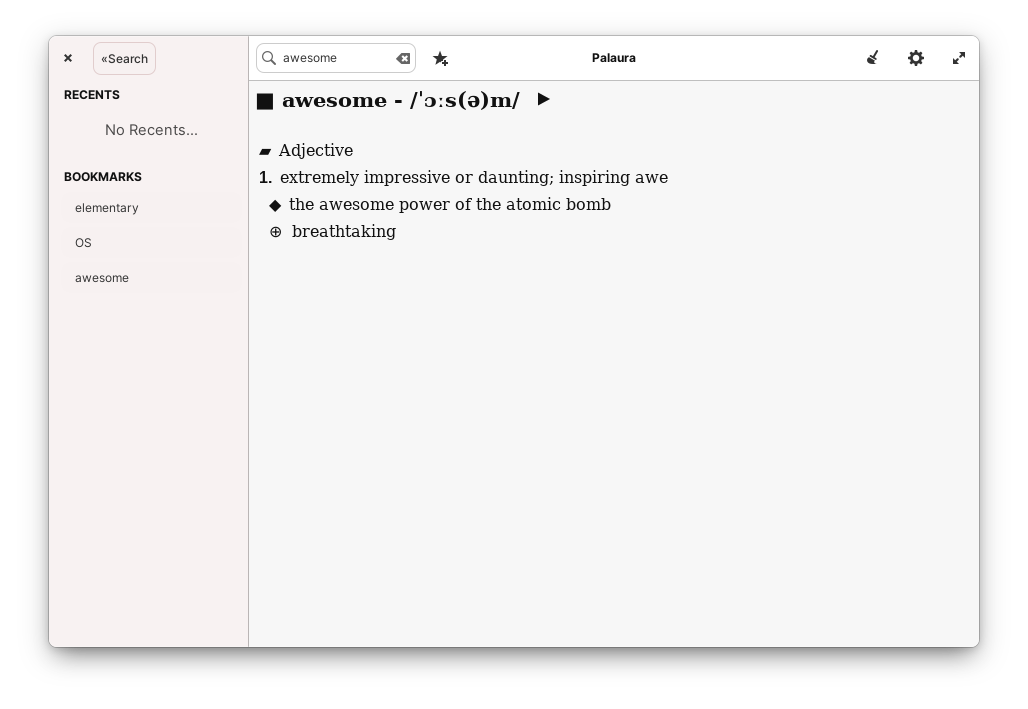 «Search
awesome
Palaura
RECENTS
No Recents...
BOOKMARKS
elementary
OS
awesome
■ awesome - /ˈɔːs(ə)m/ ▶
▰ Adjective
1. extremely impressive or daunting; inspiring awe
◆ the awesome power of the atomic bomb
⊕ breathtaking